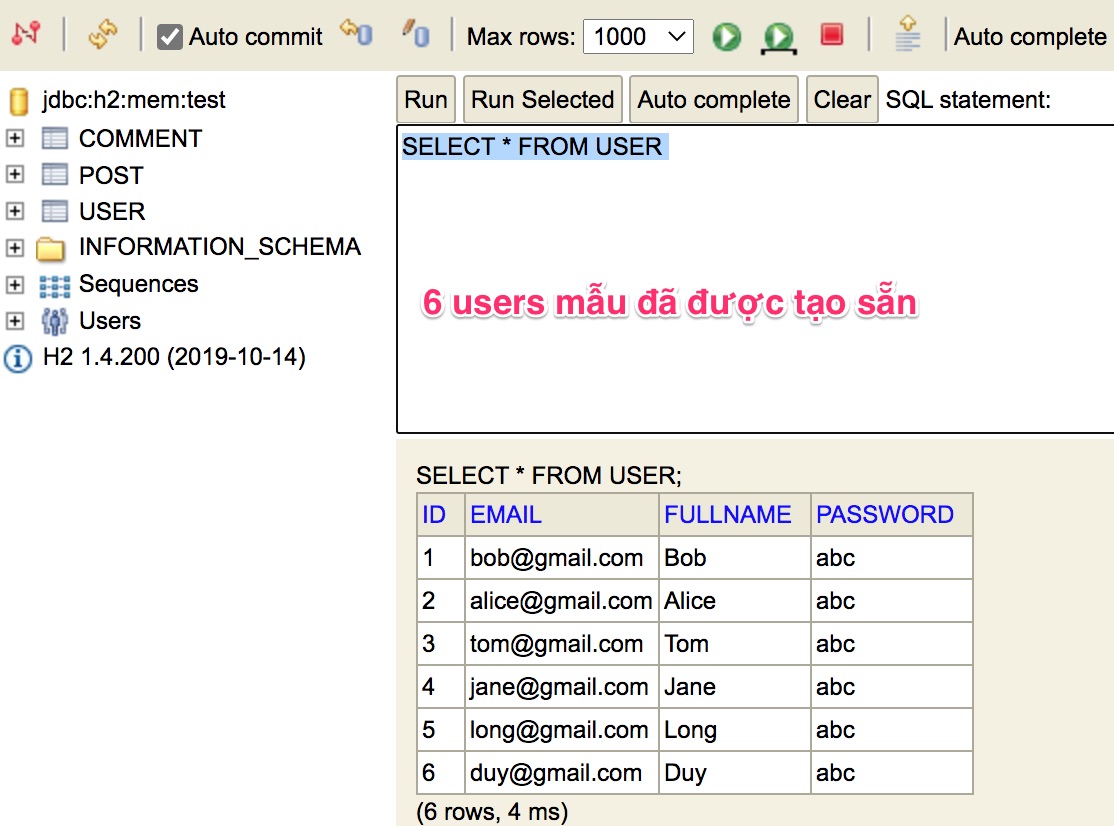 Auto commit Max rows: 1000 Auto complete
jdbc:h2:mem:test
COMMENT
POST
USER
INFORMATION_SCHEMA
Sequences
Users
H2 1.4.200 (2019-10-14)
Run Run Selected Auto complete Clear SQL statement:
SELECT * FROM USER
6 users mẫu đã được tạo sẵn
SELECT * FROM USER;
ID EMAIL FULLNAME PASSWORD
1 bob@gmail.com Bob abc
2 alice@gmail.com Alice abc
3 tom@gmail.com Tom abc
4 jane@gmail.com Jane abc
5 long@gmail.com Long abc
6 duy@gmail.com Duy abc
(6 rows, 4 ms)